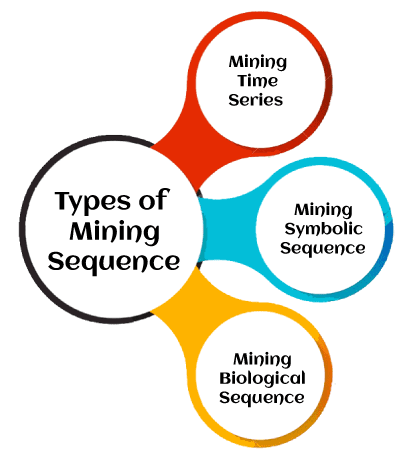 Types of
Mining
Sequence
Mining
Time
Series
Mining
Symbolic
Sequence
Mining
Biological
Sequence